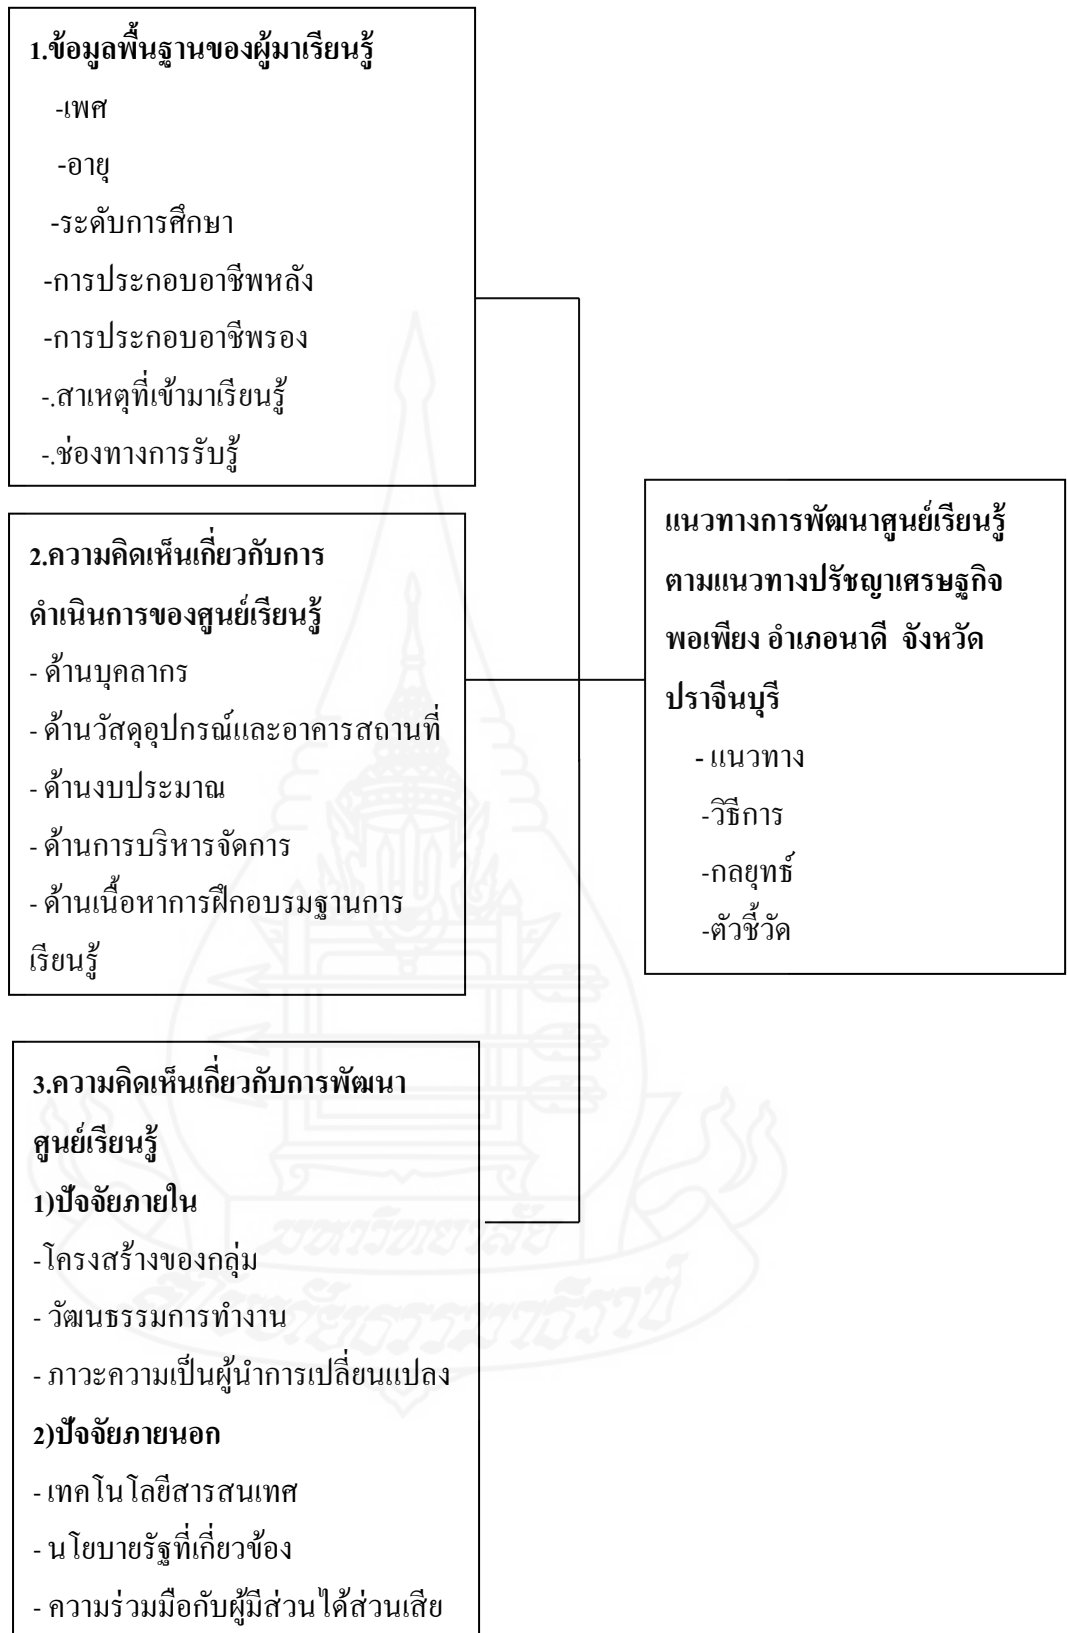 1.ข้อมูลพื้นฐานของผู้มาเรียนรู้
-เพศ
-อายุ
-ระดับการศึกษา
-การประกอบอาชีพหลัง
-การประกอบอาชีพรอง
-.สาเหตุที่เข้ามาเรียนรู้
-.ช่องทางการรับรู้
2.ความคิดเห็นเกี่ยวกับการ
ดำเนินการของศูนย์เรียนรู้
- ด้านบุคลากร
- ด้านวัสดุอุปกรณ์และอาคารสถานที่
- ด้านงบประมาณ
- ด้านการบริหารจัดการ
- ด้านเนื้อหาการฝึกอบรมฐานการ
เรียนรู้
3.ความคิดเห็นเกี่ยวกับการพัฒนา
ศูนย์เรียนรู้
1)ปัจจัยภายใน
-โครงสร้างของกลุ่ม
- วัฒนธรรมการทำงาน
- ภาวะความเป็นผู้นำการเปลี่ยนแปลง
2)ปัจจัยภายนอก
- เทคโนโลยีสารสนเทศ
- นโยบายรัฐที่เกี่ยวข้อง
- ความร่วมมือกับผู้มีส่วนได้ส่วนเสีย
แนวทางการพัฒนาศูนย์เรียนรู้
ตามแนวทางปรัชญาเศรษฐกิจ
พอเพียง อำเภอนาดี จังหวัด
ปราจีนบุรี
- แนวทาง
-วิธีการ
-กลยุทธ์
-ตัวชี้วัด
มหาวิทยาลัย
สุโขทัยธรรมาธิราช